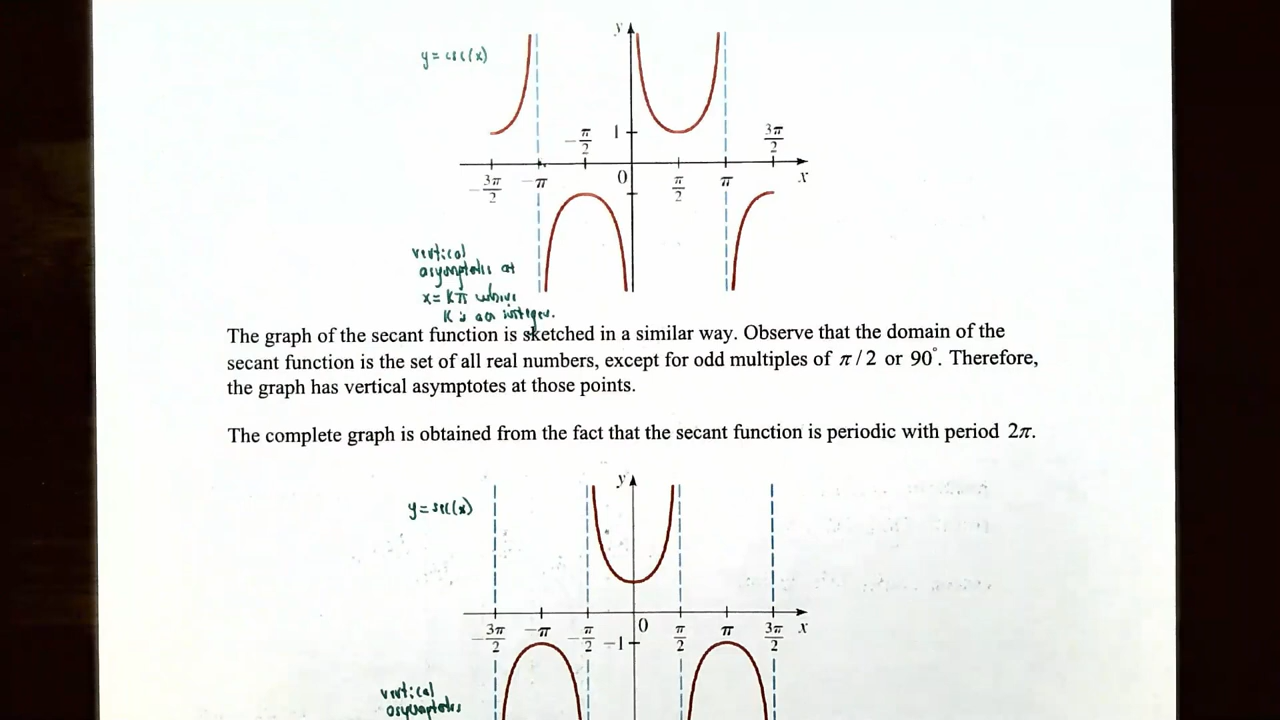 y = csc(x)
y
1
-π/2
3π/2
-3π/2
-π
0
π/2
π
x
vertical
asymptotes at
x = kπ where
k is an integer.
The graph of the secant function is sketched in a similar way. Observe that the domain of the
secant function is the set of all real numbers, except for odd multiples of π/2 or 90°. Therefore,
the graph has vertical asymptotes at those points.
The complete graph is obtained from the fact that the secant function is periodic with period 2π.
y = sec(x)
y
-3π/2
-π
-π/2
0
π/2
π
3π/2
x
-1
vertical
asymptotes